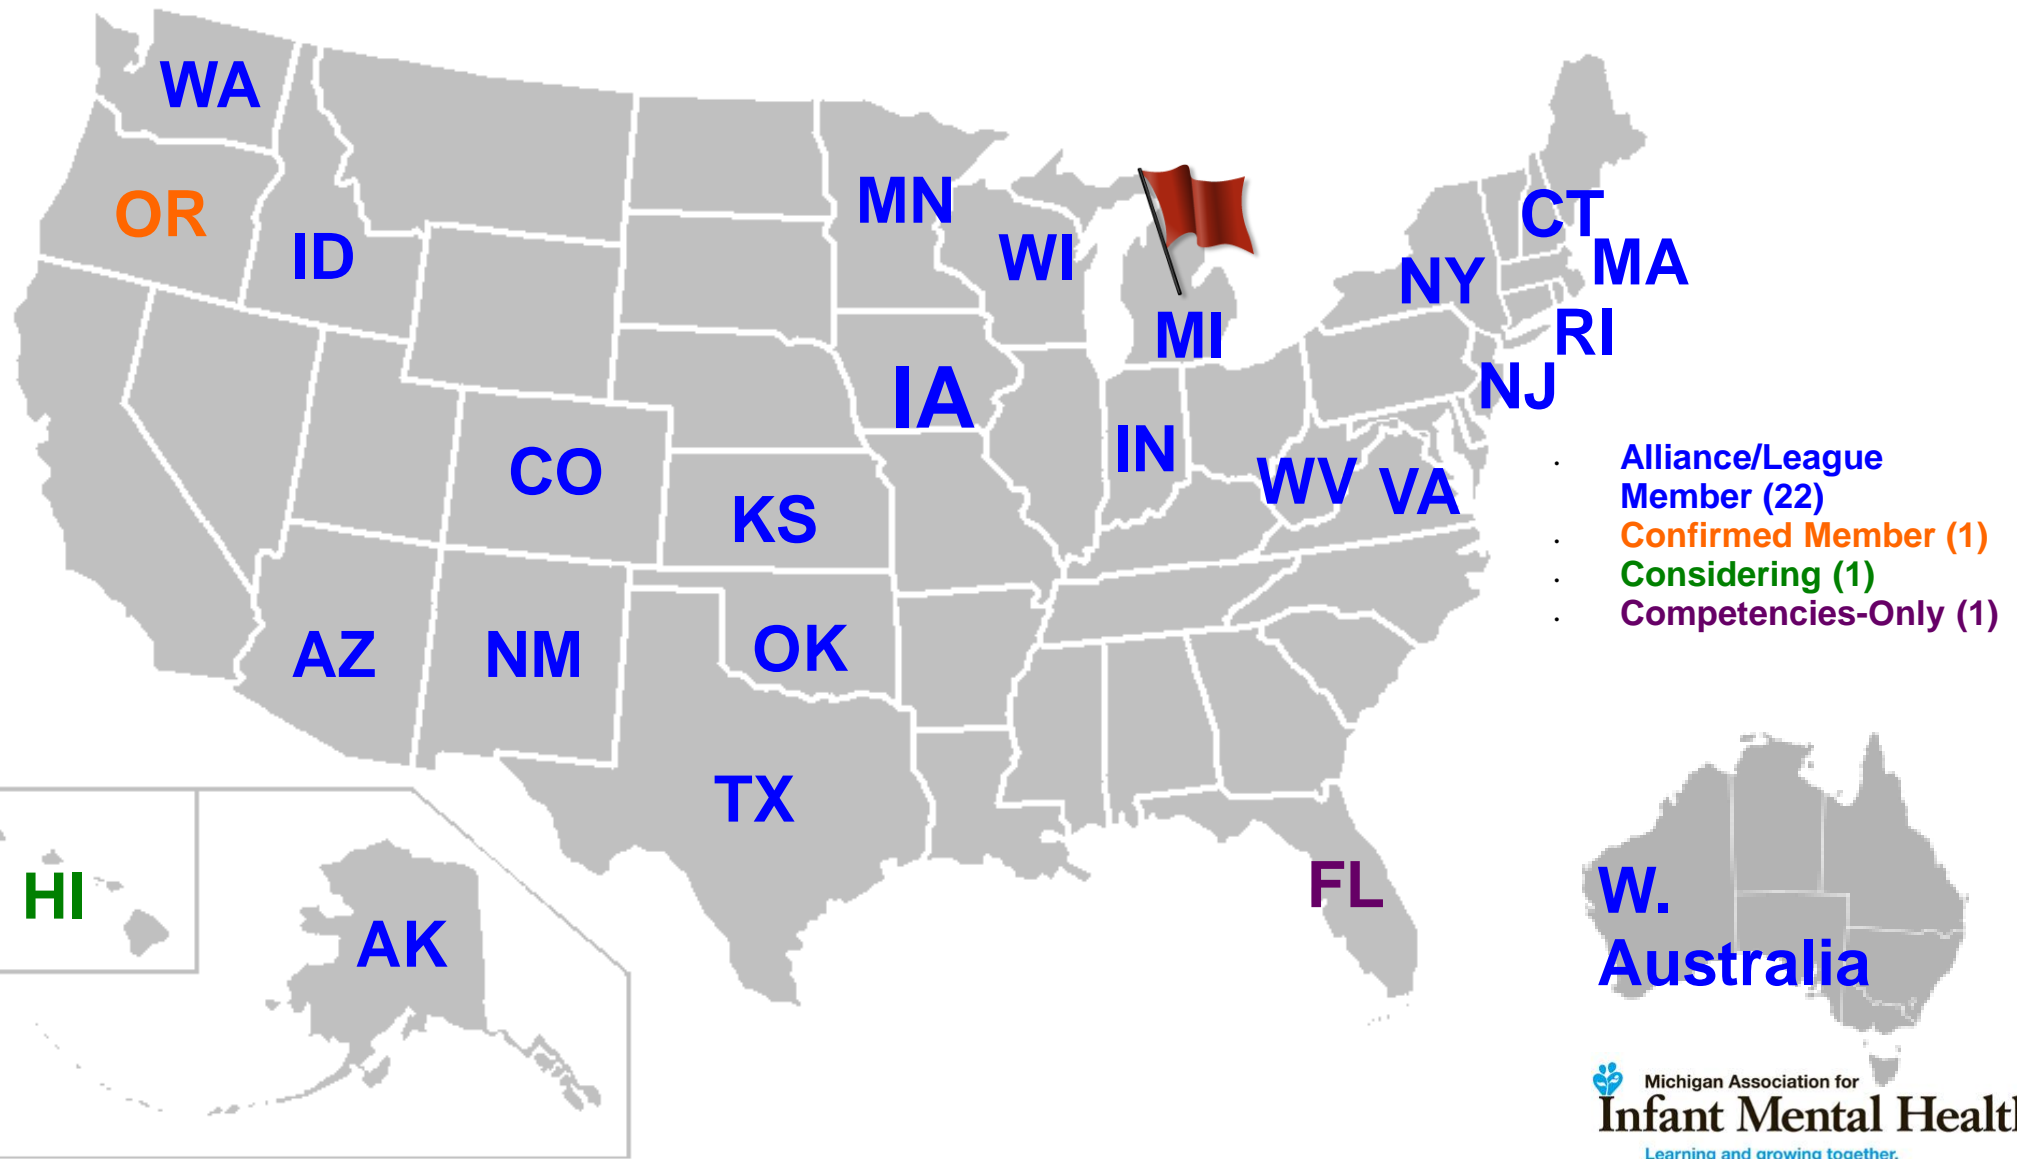 WA
OR
ID
MN
WI
MI
CT
MA
NY
RI
NJ
IA
IN
WV
VA
CO
KS
AZ
NM
OK
TX
HI
AK
FL
. Alliance/League
Member (22)
. Confirmed Member (1)
. Considering (1)
. Competencies-Only (1)
W.
Australia
Michigan Association for
Infant Mental Health
Learning and growing together.